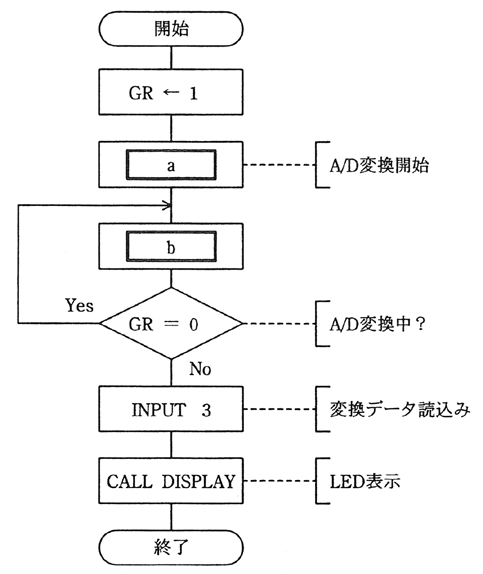 開始
GR ← 1
a
A/D変換開始
b
Yes
GR = 0
A/D変換中？
No
INPUT 3
変換データ読込み
CALL DISPLAY
LED表示
終了